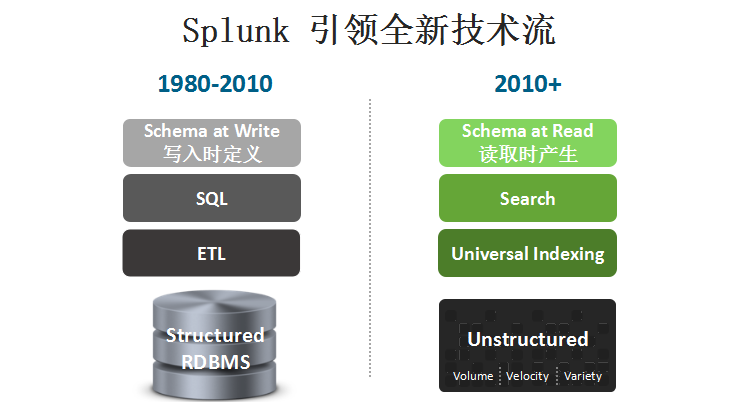 Splunk 引领全新技术流
1980-2010
Schema at Write
写入时定义
SQL
ETL
Structured
RDBMS
2010+
Schema at Read
读取时产生
Search
Universal Indexing
Unstructured
Volume Velocity Variety